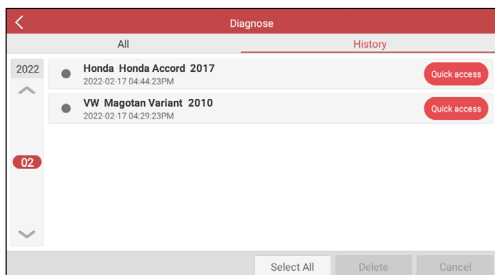 Diagnose
All
History
2022
Honda Honda Accord 2017
2022-02-17 04:44:23PM
Quick access
VW Magotan Variant 2010
2022-02-17 04:29:23PM
Quick access
02
Select All
Delete
Cancel